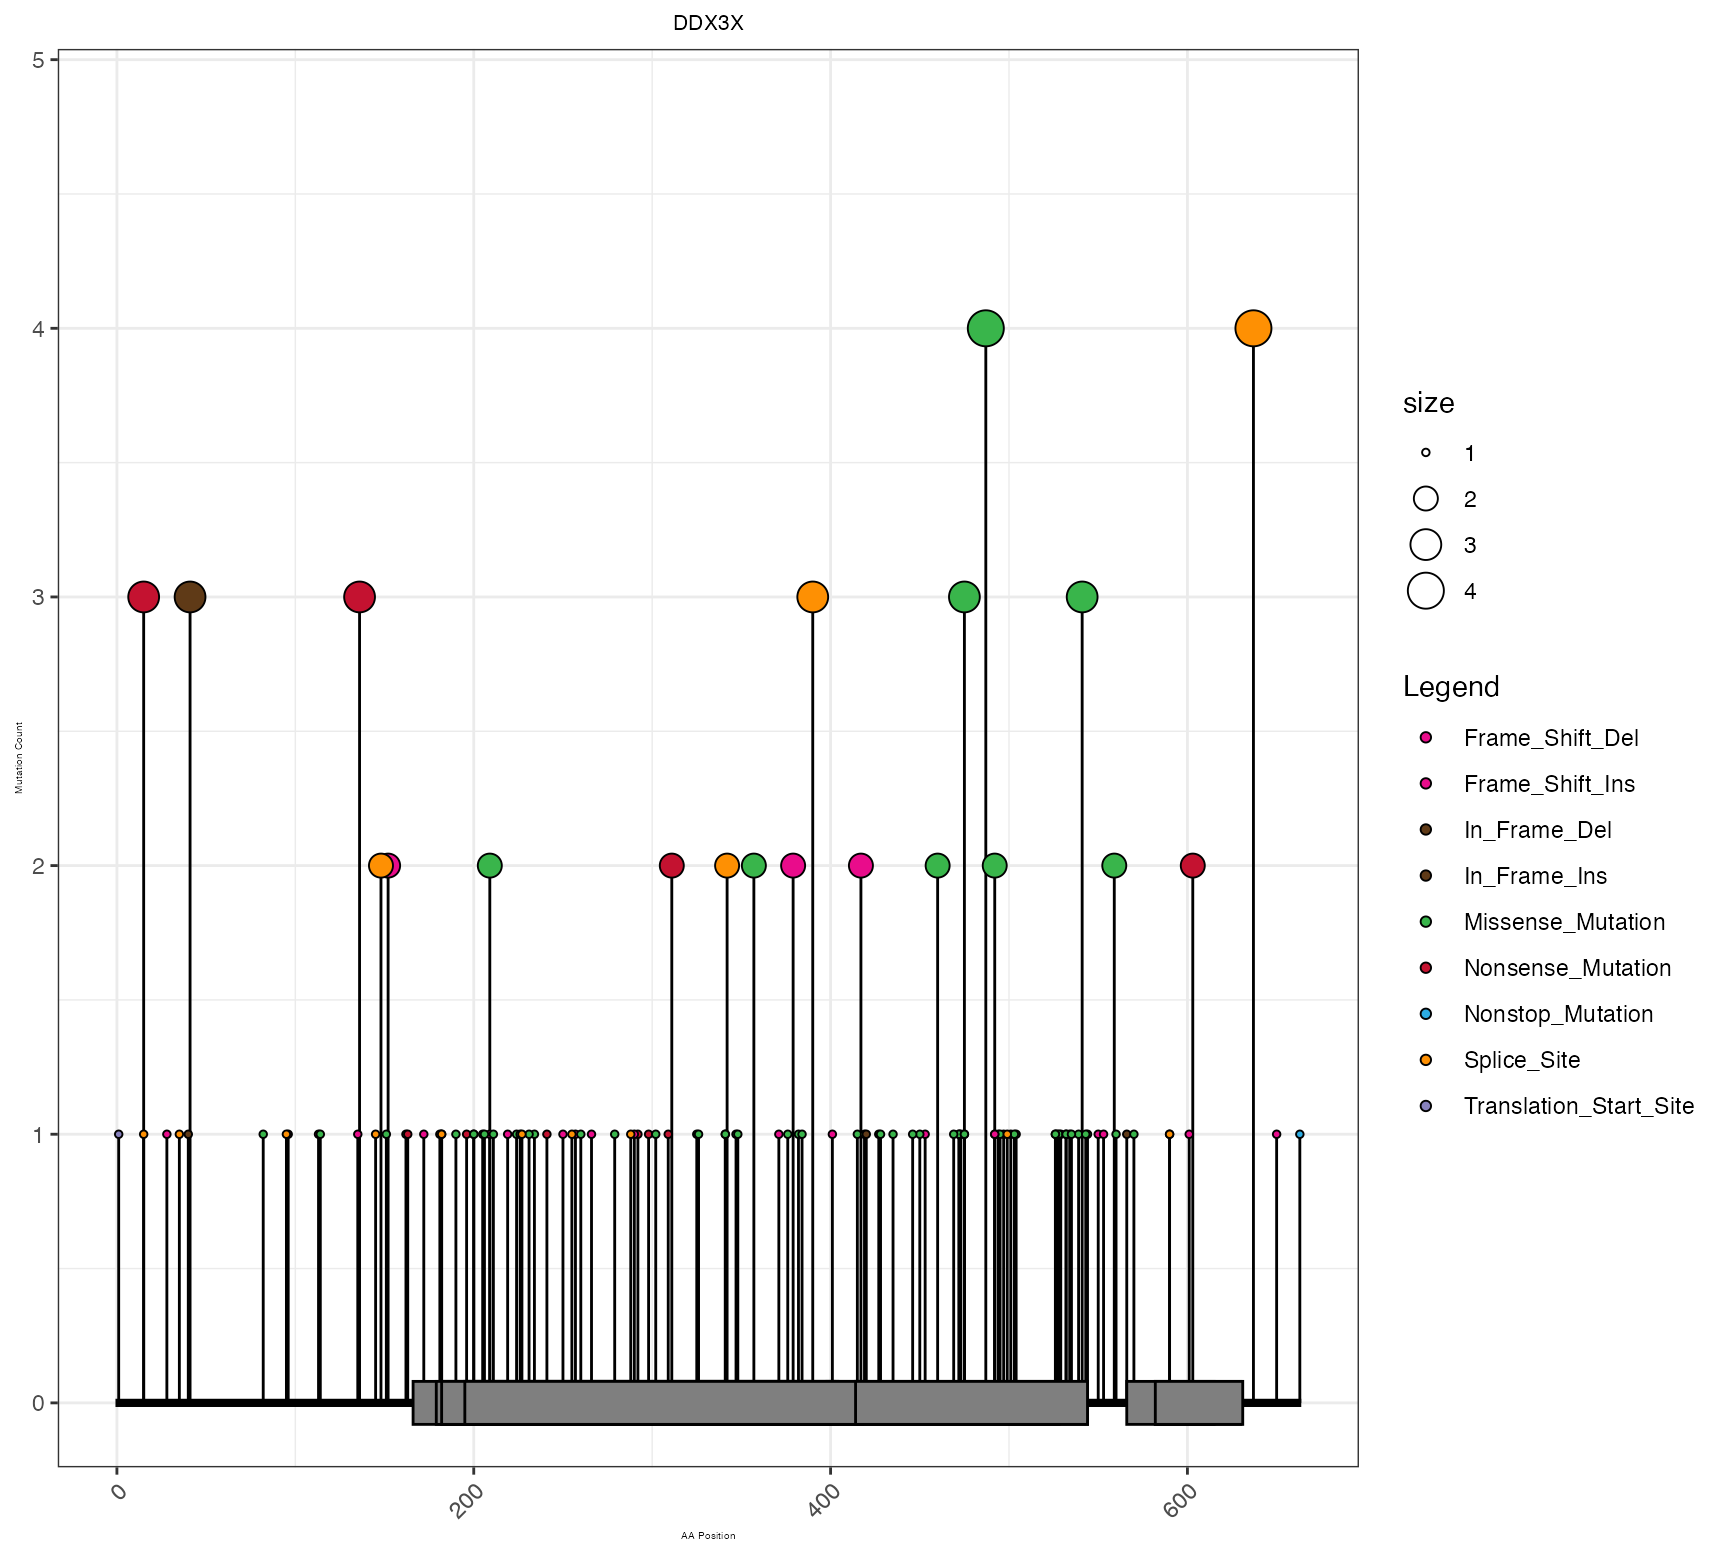 DDX3X
5
4
3
2
1
0
Mutation Count
0
200
400
600
AA Position
size
1
2
3
4
Legend
Frame_Shift_Del
Frame_Shift_Ins
In_Frame_Del
In_Frame_Ins
Missense_Mutation
Nonsense_Mutation
Nonstop_Mutation
Splice_Site
Translation_Start_Site